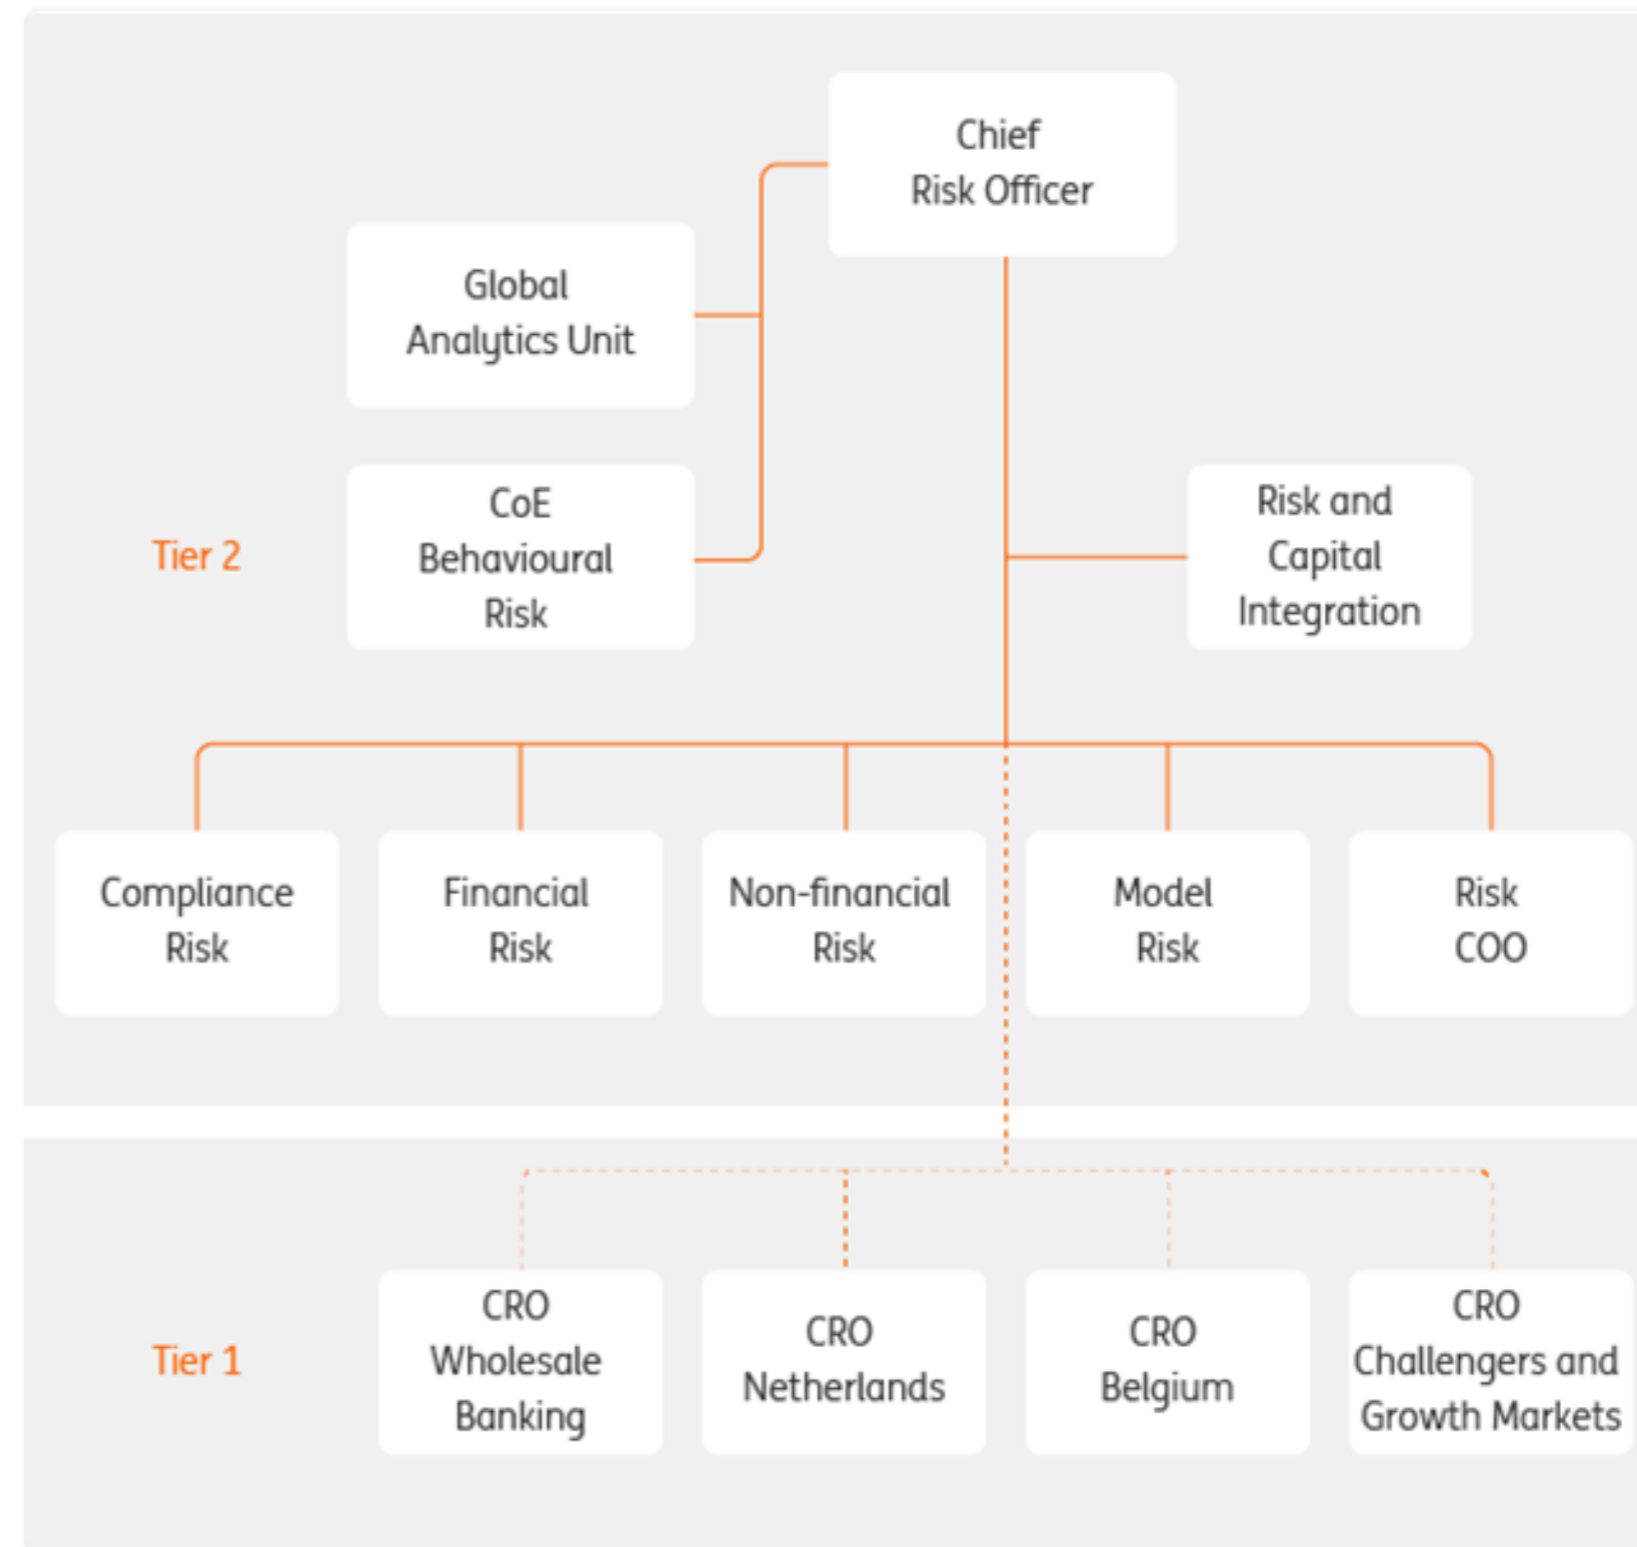 Chief
Risk Officer
Global
Analytics Unit
CoE
Behavioural
Risk
Risk and
Capital
Integration
Tier 2
Compliance
Risk
Financial
Risk
Non-financial
Risk
Model
Risk
Risk
COO
Tier 1
CRO
Wholesale
Banking
CRO
Netherlands
CRO
Belgium
CRO
Challengers and
Growth Markets